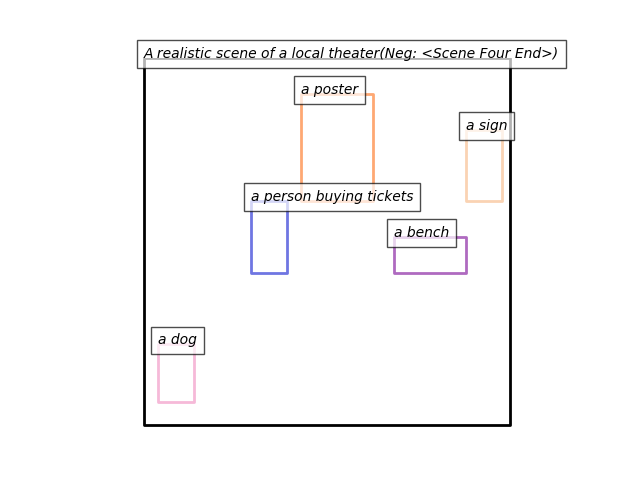 A realistic scene of a local theater(Neg: <Scene Four End>)
a poster
a sign
a person buying tickets
a bench
a dog